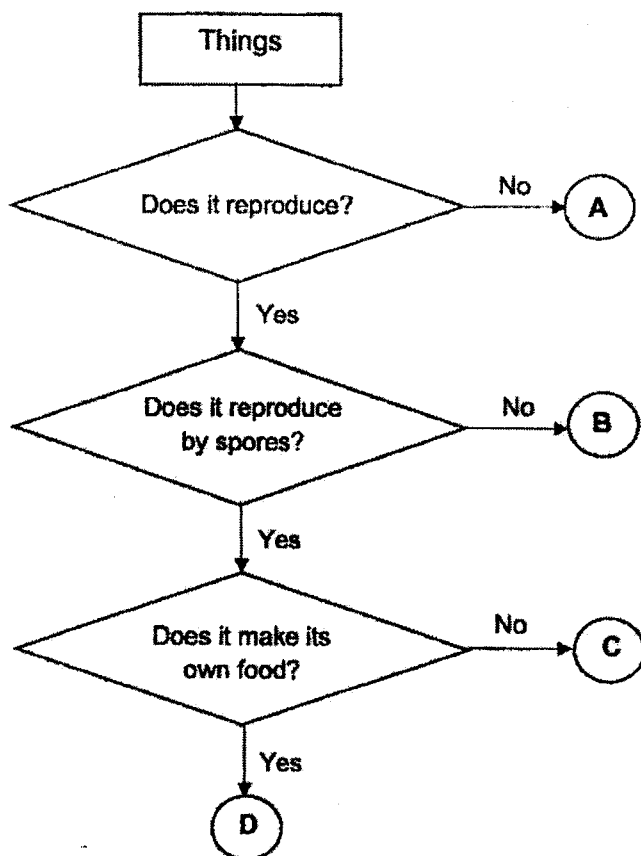 Things
Does it reproduce?
No
A
Yes
Does it reproduce
by spores?
No
B
Yes
Does it make its
own food?
No
C
Yes
D